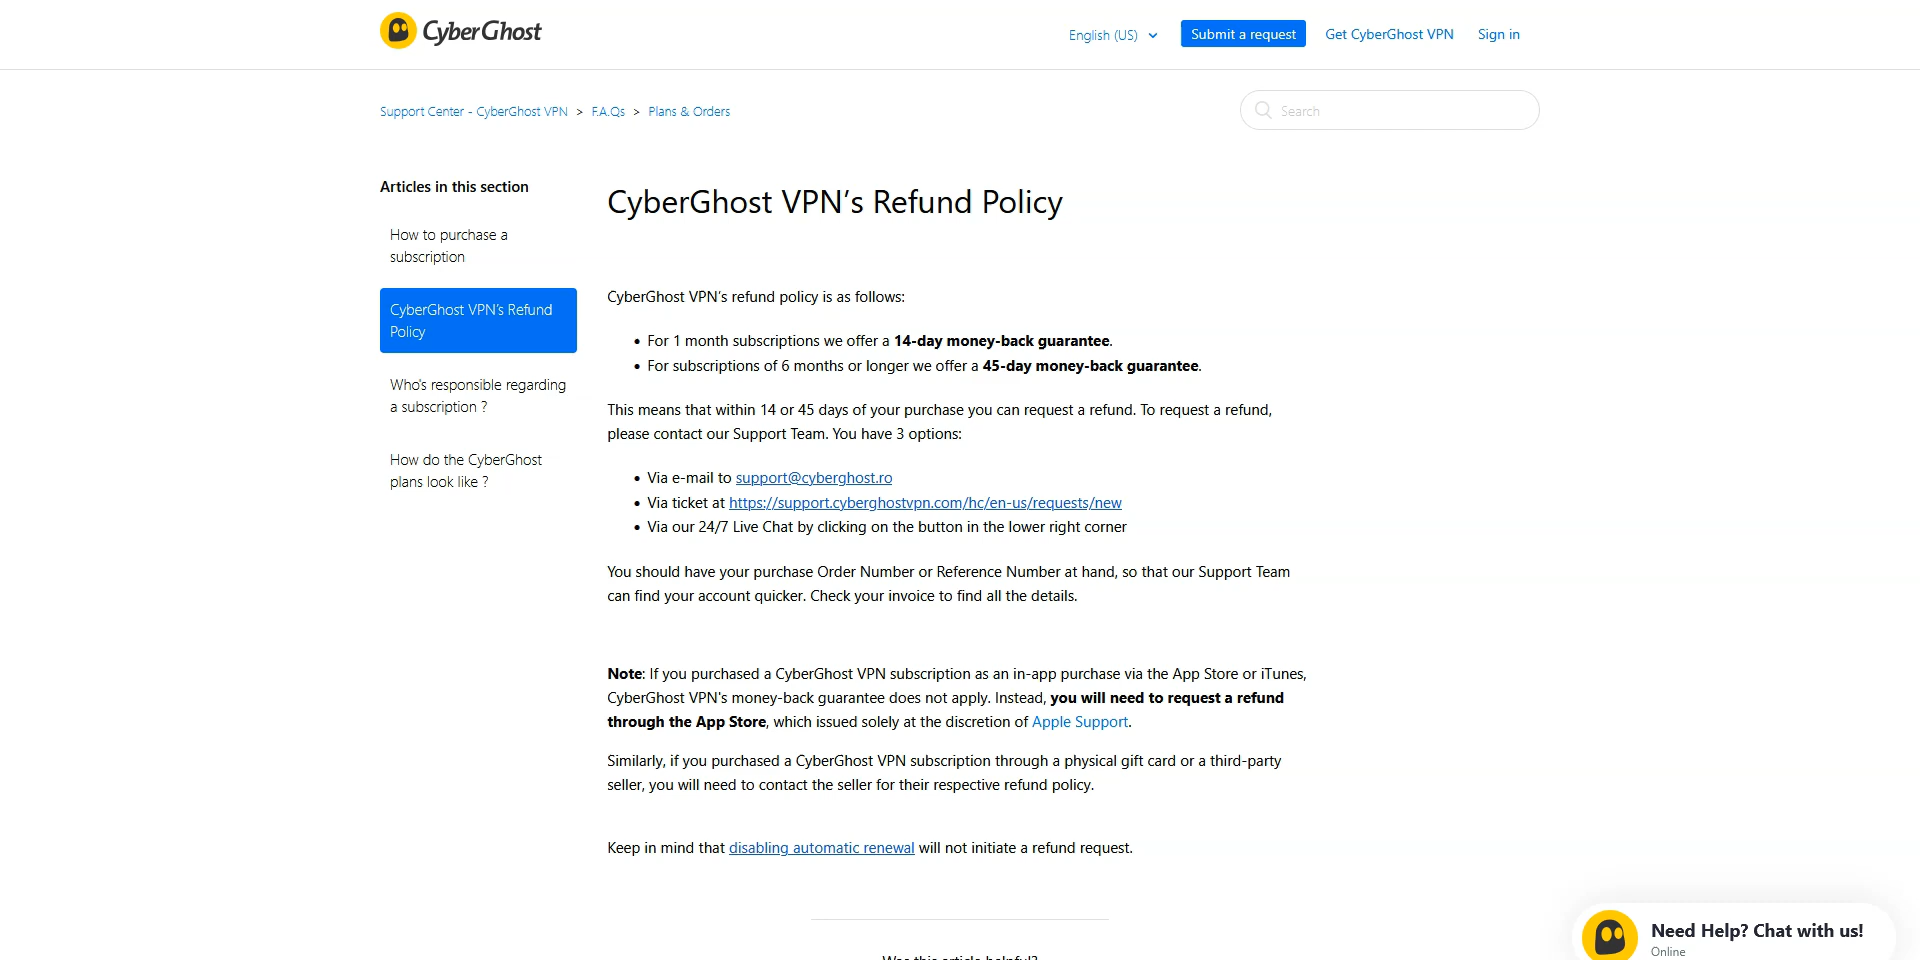 CyberGhost
English (US)
Submit a request
Get CyberGhost VPN
Sign in
Support Center - CyberGhost VPN > F.A.Qs > Plans & Orders
Search
Articles in this section
How to purchase a
subscription
CyberGhost VPN’s Refund
Policy
Who's responsible regarding
a subscription ?
How do the CyberGhost
plans look like ?
CyberGhost VPN’s Refund Policy
CyberGhost VPN’s refund policy is as follows:
• For 1 month subscriptions we offer a 14-day money-back guarantee.
• For subscriptions of 6 months or longer we offer a 45-day money-back guarantee.
This means that within 14 or 45 days of your purchase you can request a refund. To request a refund,
please contact our Support Team. You have 3 options:
• Via e-mail to support@cyberghost.ro
• Via ticket at https://support.cyberghostvpn.com/hc/en-us/requests/new
• Via our 24/7 Live Chat by clicking on the button in the lower right corner
You should have your purchase Order Number or Reference Number at hand, so that our Support Team
can find your account quicker. Check your invoice to find all the details.
Note: If you purchased a CyberGhost VPN subscription as an in-app purchase via the App Store or iTunes,
CyberGhost VPN's money-back guarantee does not apply. Instead, you will need to request a refund
through the App Store, which issued solely at the discretion of Apple Support.
Similarly, if you purchased a CyberGhost VPN subscription through a physical gift card or a third-party
seller, you will need to contact the seller for their respective refund policy.
Keep in mind that disabling automatic renewal will not initiate a refund request.
Was this article helpful?
Need Help? Chat with us!
Online